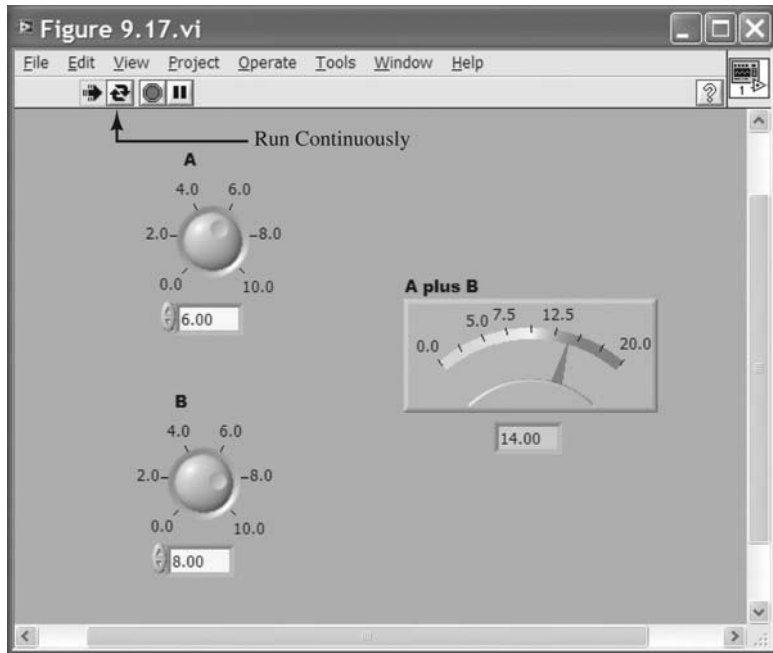 Figure 9.17.vi
File Edit View Project Operate Tools Window Help
1
Run Continuously
A
4.0 6.0
2.0 8.0
0.0 10.0
6.00
A plus B
0.0 5.0 7.5 12.5 20.0
14.00
B
4.0 6.0
2.0 8.0
0.0 10.0
8.00